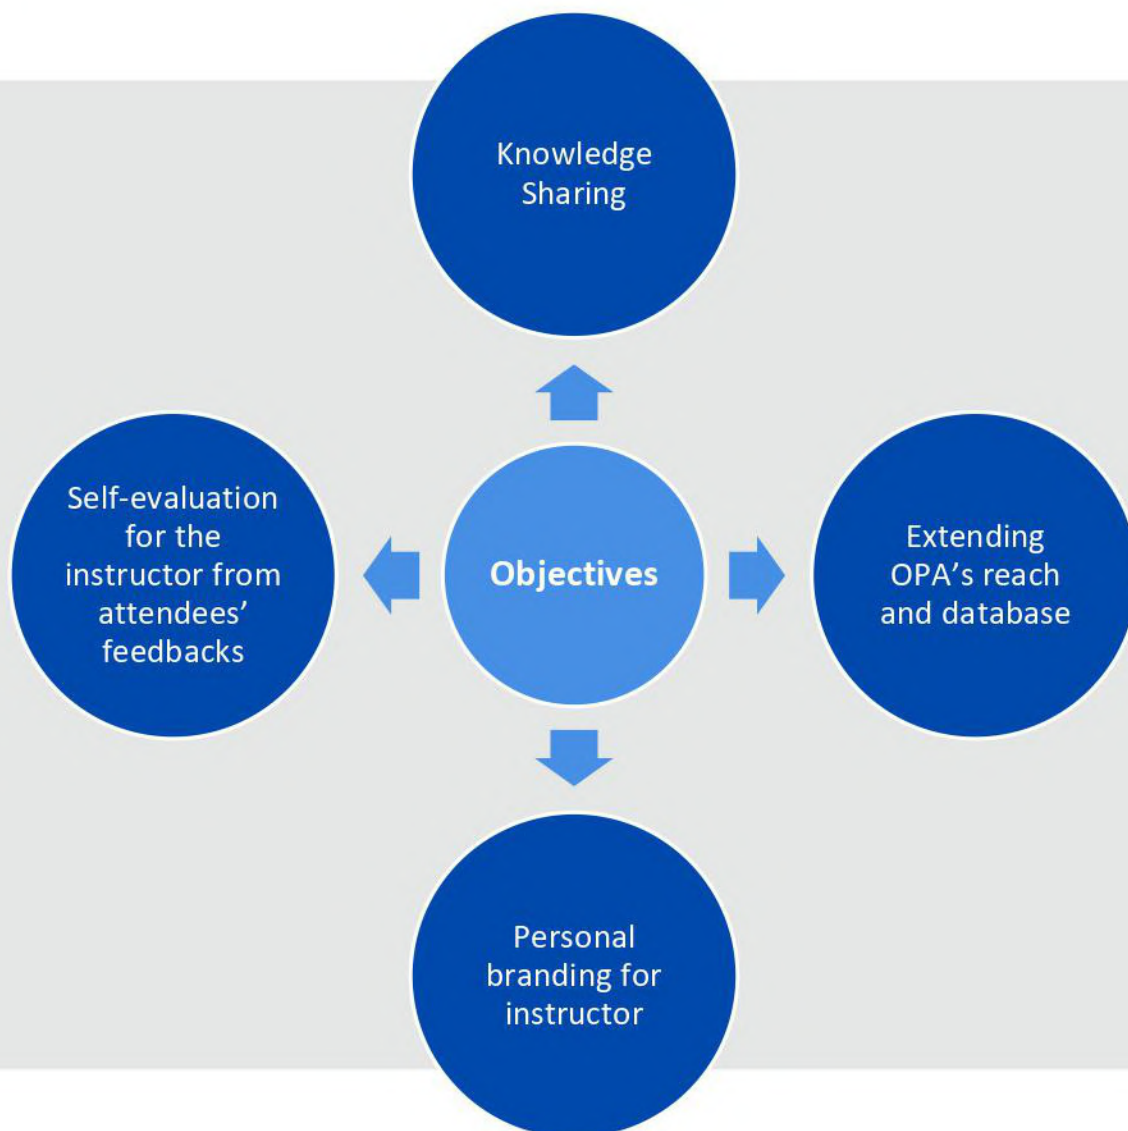 Knowledge
Sharing
Self-evaluation
for the
instructor from
attendees’
feedbacks
Objectives
Extending
OPA’s reach
and database
Personal
branding for
instructor